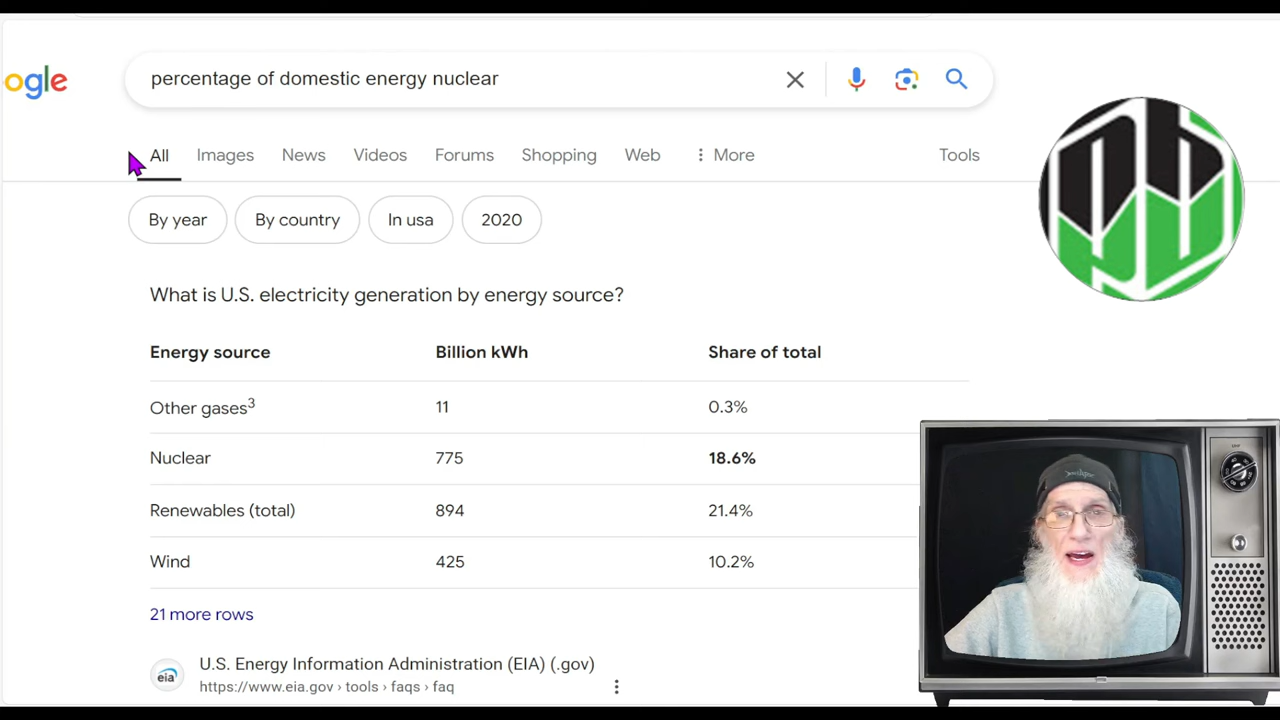 ogle
percentage of domestic energy nuclear
All Images News Videos Forums Shopping Web More Tools
By year By country In usa 2020
What is U.S. electricity generation by energy source?
Energy source Billion kWh Share of total
Other gases³ 11 0.3%
Nuclear 775 18.6%
Renewables (total) 894 21.4%
Wind 425 10.2%
21 more rows
eia
U.S. Energy Information Administration (EIA) (.gov)
https://www.eia.gov › tools › faqs › faq